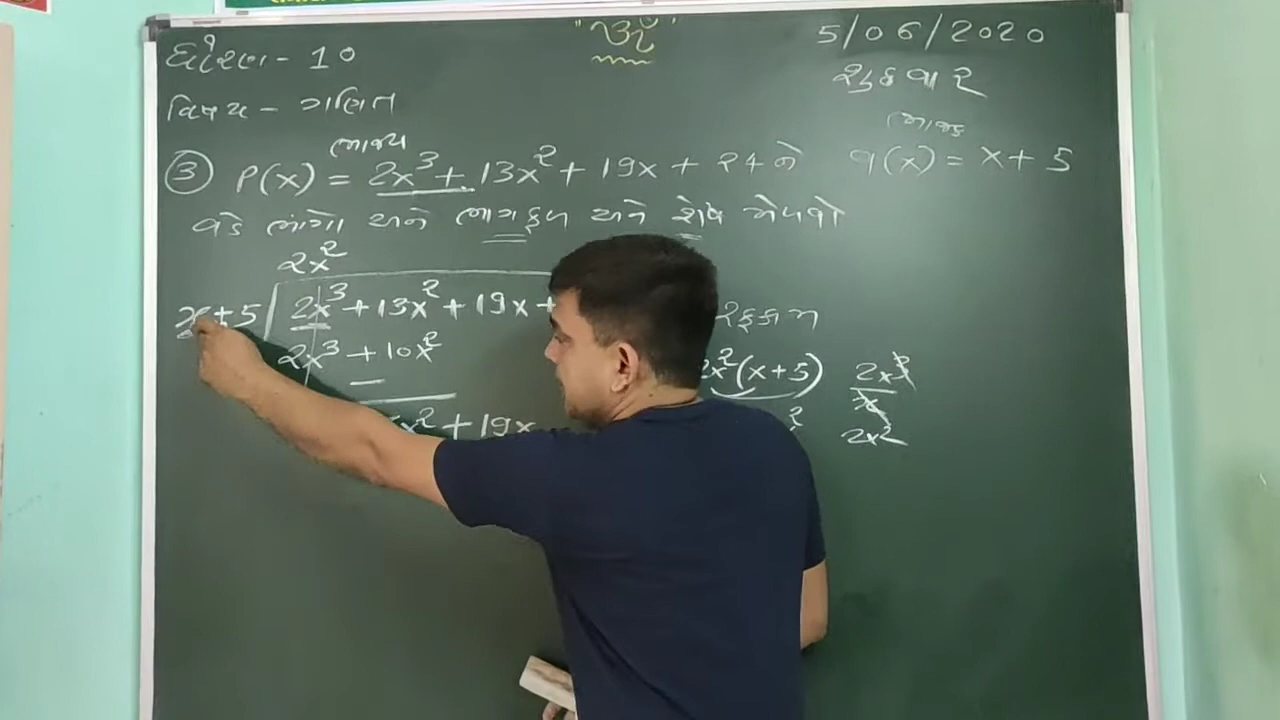 "ૐ"
5/06/2020
ધોરણ - 10
શુક્રવાર
વિષય - ગણિત
ભાજ્ય
ભાજક
③ P(x) = 2x³ + 13x² + 19x + 24 ને q(x) = x + 5
વડે ભાગો અને ભાગફળ અને શેષ મેળવો
2x²
x + 5 2x³ + 13x² + 19x +
2x³ + 10x²
x² + 19x
2x²(x + 5)
2x³
x
2x²